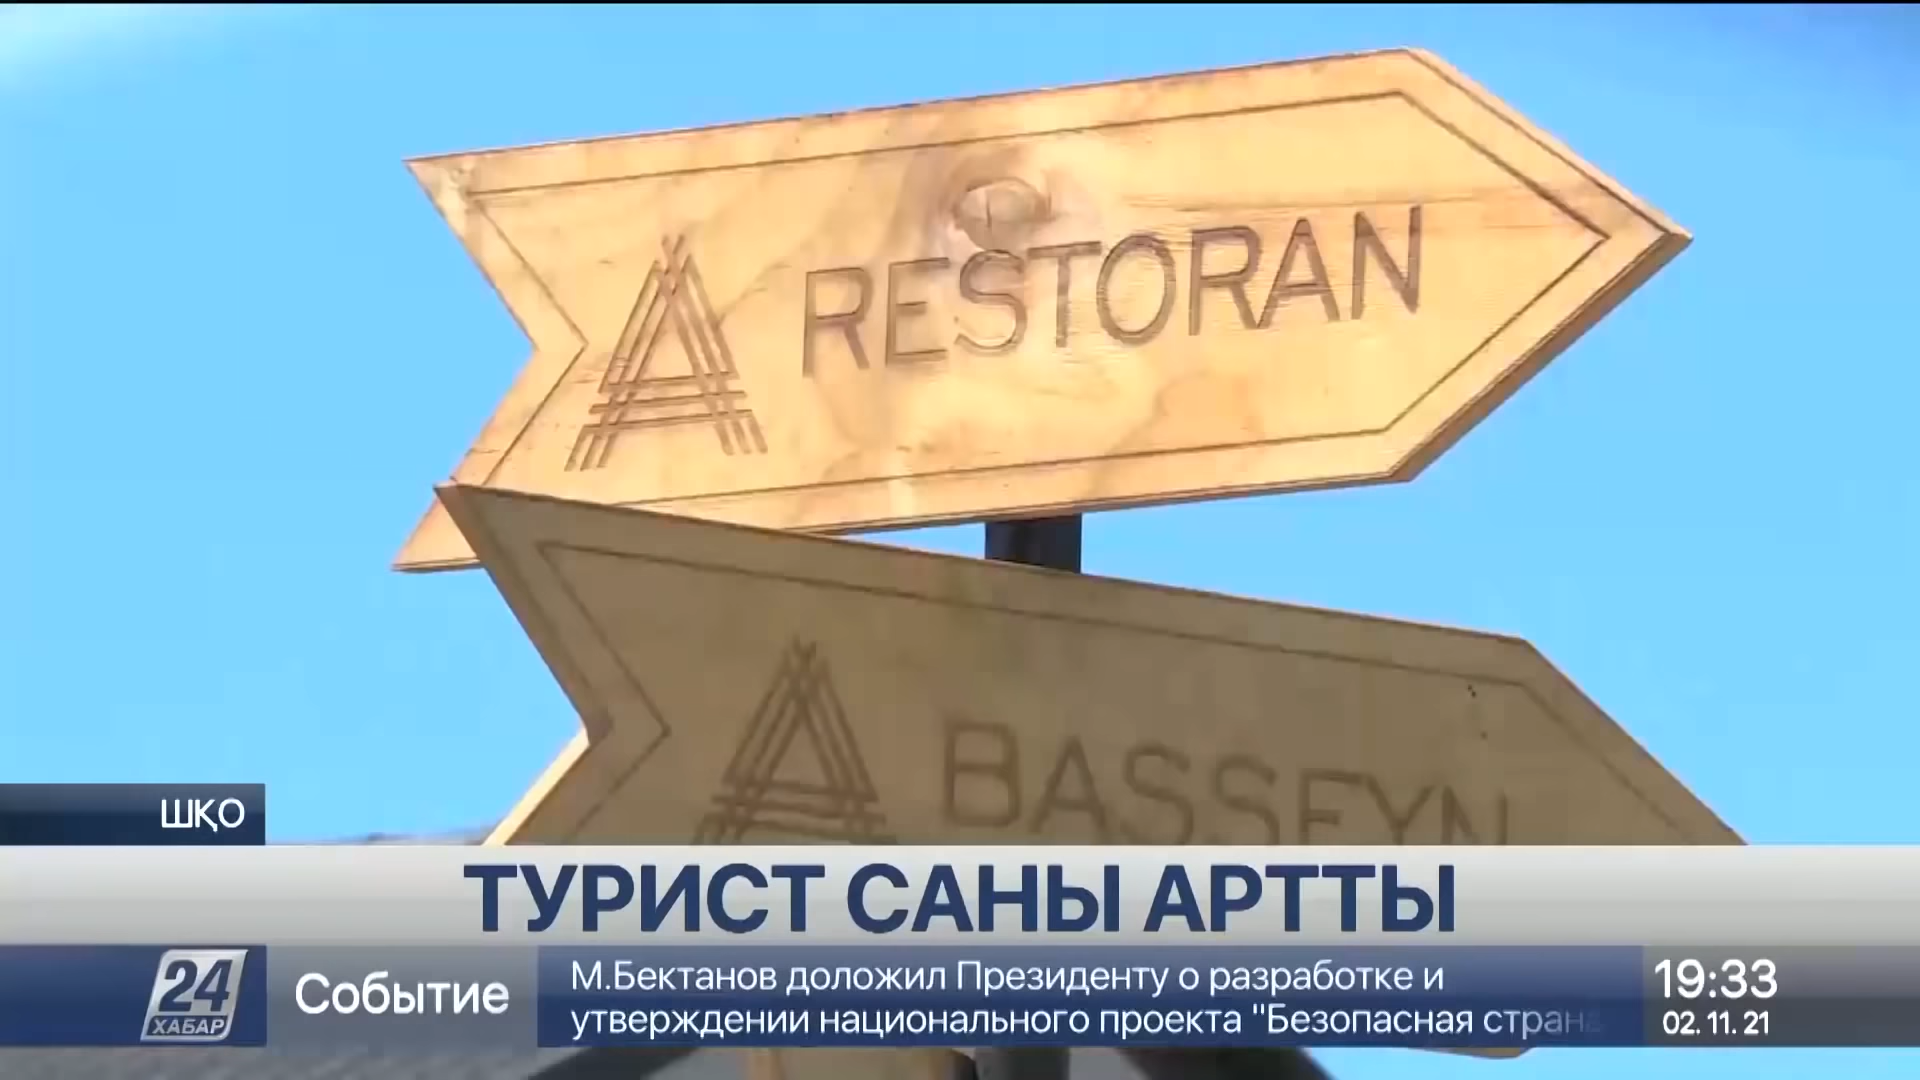 RESTORAN
BASSEYN
ШҚО
ТУРИСТ САНЫ АРТТЫ
24
ХАБАР
Событие
М.Бектанов доложил Президенту о разработке и
утверждении национального проекта "Безопасная страна
19:33
02.11.21